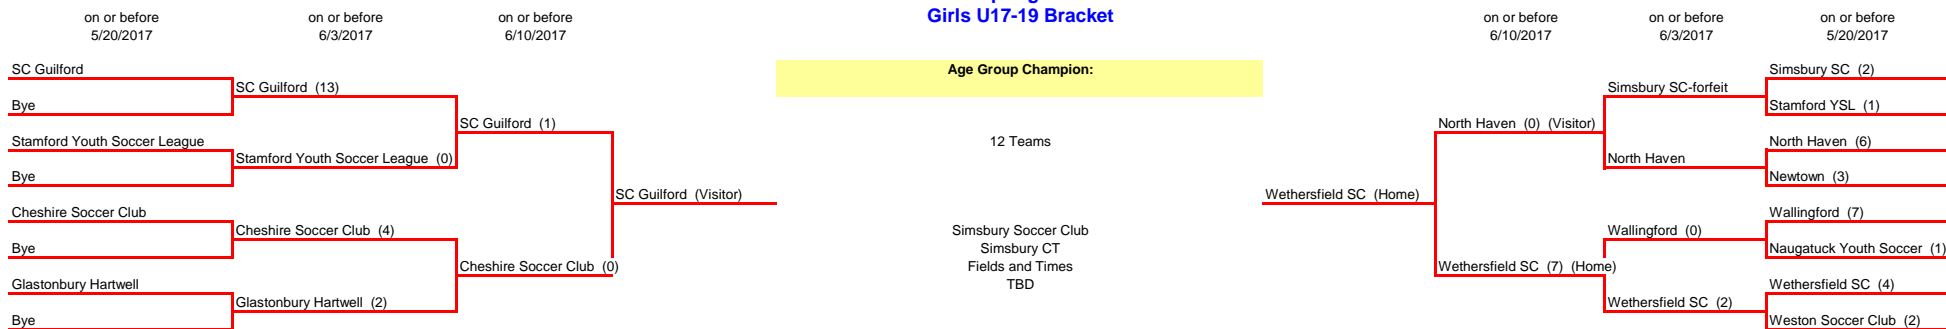 Girls U17-19 Bracket
on or before
5/20/2017
on or before
6/3/2017
on or before
6/10/2017
on or before
6/10/2017
on or before
6/3/2017
on or before
5/20/2017
SC Guilford
Bye
Stamford Youth Soccer League
Bye
Cheshire Soccer Club
Bye
Glastonbury Hartwell
Bye
SC Guilford (13)
Stamford Youth Soccer League (0)
Cheshire Soccer Club (4)
Glastonbury Hartwell (2)
SC Guilford (1)
Cheshire Soccer Club (0)
SC Guilford (Visitor)
Age Group Champion:
12 Teams
Simsbury Soccer Club
Simsbury CT
Fields and Times
TBD
Wethersfield SC (Home)
North Haven (0) (Visitor)
Wethersfield SC (7) (Home)
Simsbury SC-forfeit
North Haven
Wallingford (0)
Wethersfield SC (2)
Simsbury SC (2)
Stamford YSL (1)
North Haven (6)
Newtown (3)
Wallingford (7)
Naugatuck Youth Soccer (1)
Wethersfield SC (4)
Weston Soccer Club (2)